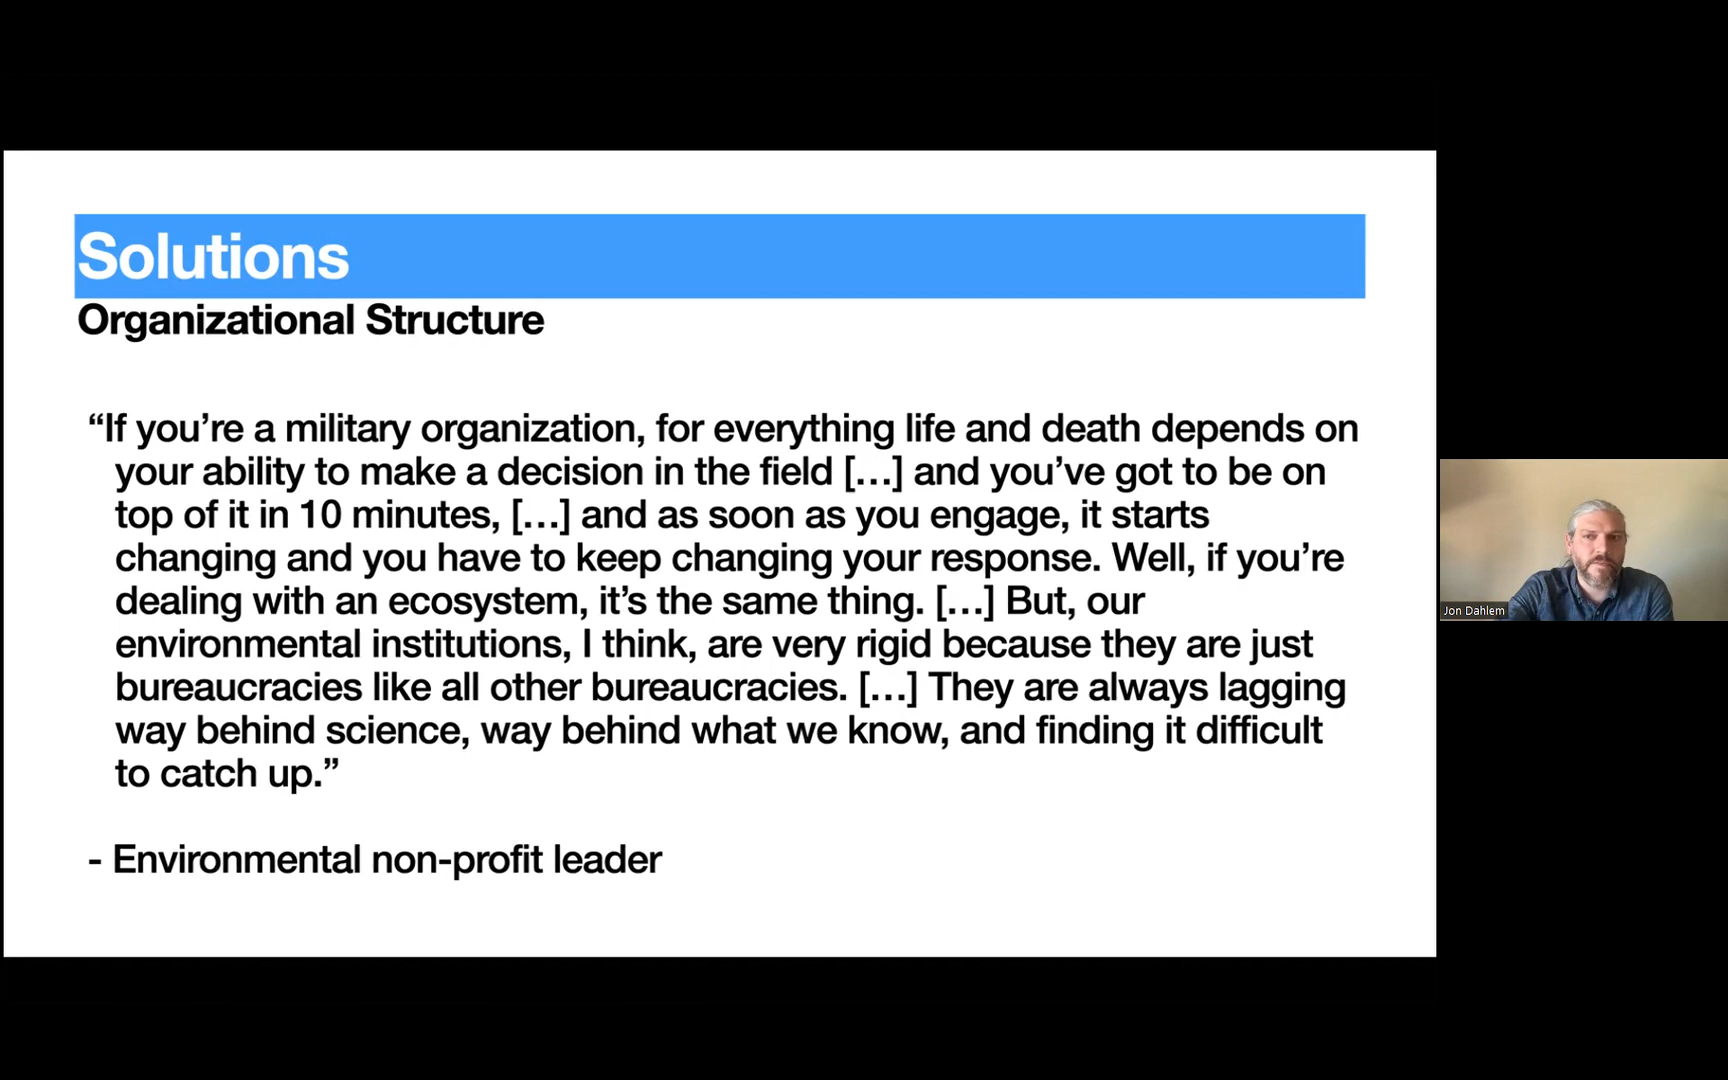 Solutions
Organizational Structure
“If you’re a military organization, for everything life and death depends on
your ability to make a decision in the field […] and you’ve got to be on
top of it in 10 minutes, […] and as soon as you engage, it starts
changing and you have to keep changing your response. Well, if you’re
dealing with an ecosystem, it’s the same thing. […] But, our
environmental institutions, I think, are very rigid because they are just
bureaucracies like all other bureaucracies. […] They are always lagging
way behind science, way behind what we know, and finding it difficult
to catch up.”
- Environmental non-profit leader
Jon Dahlem